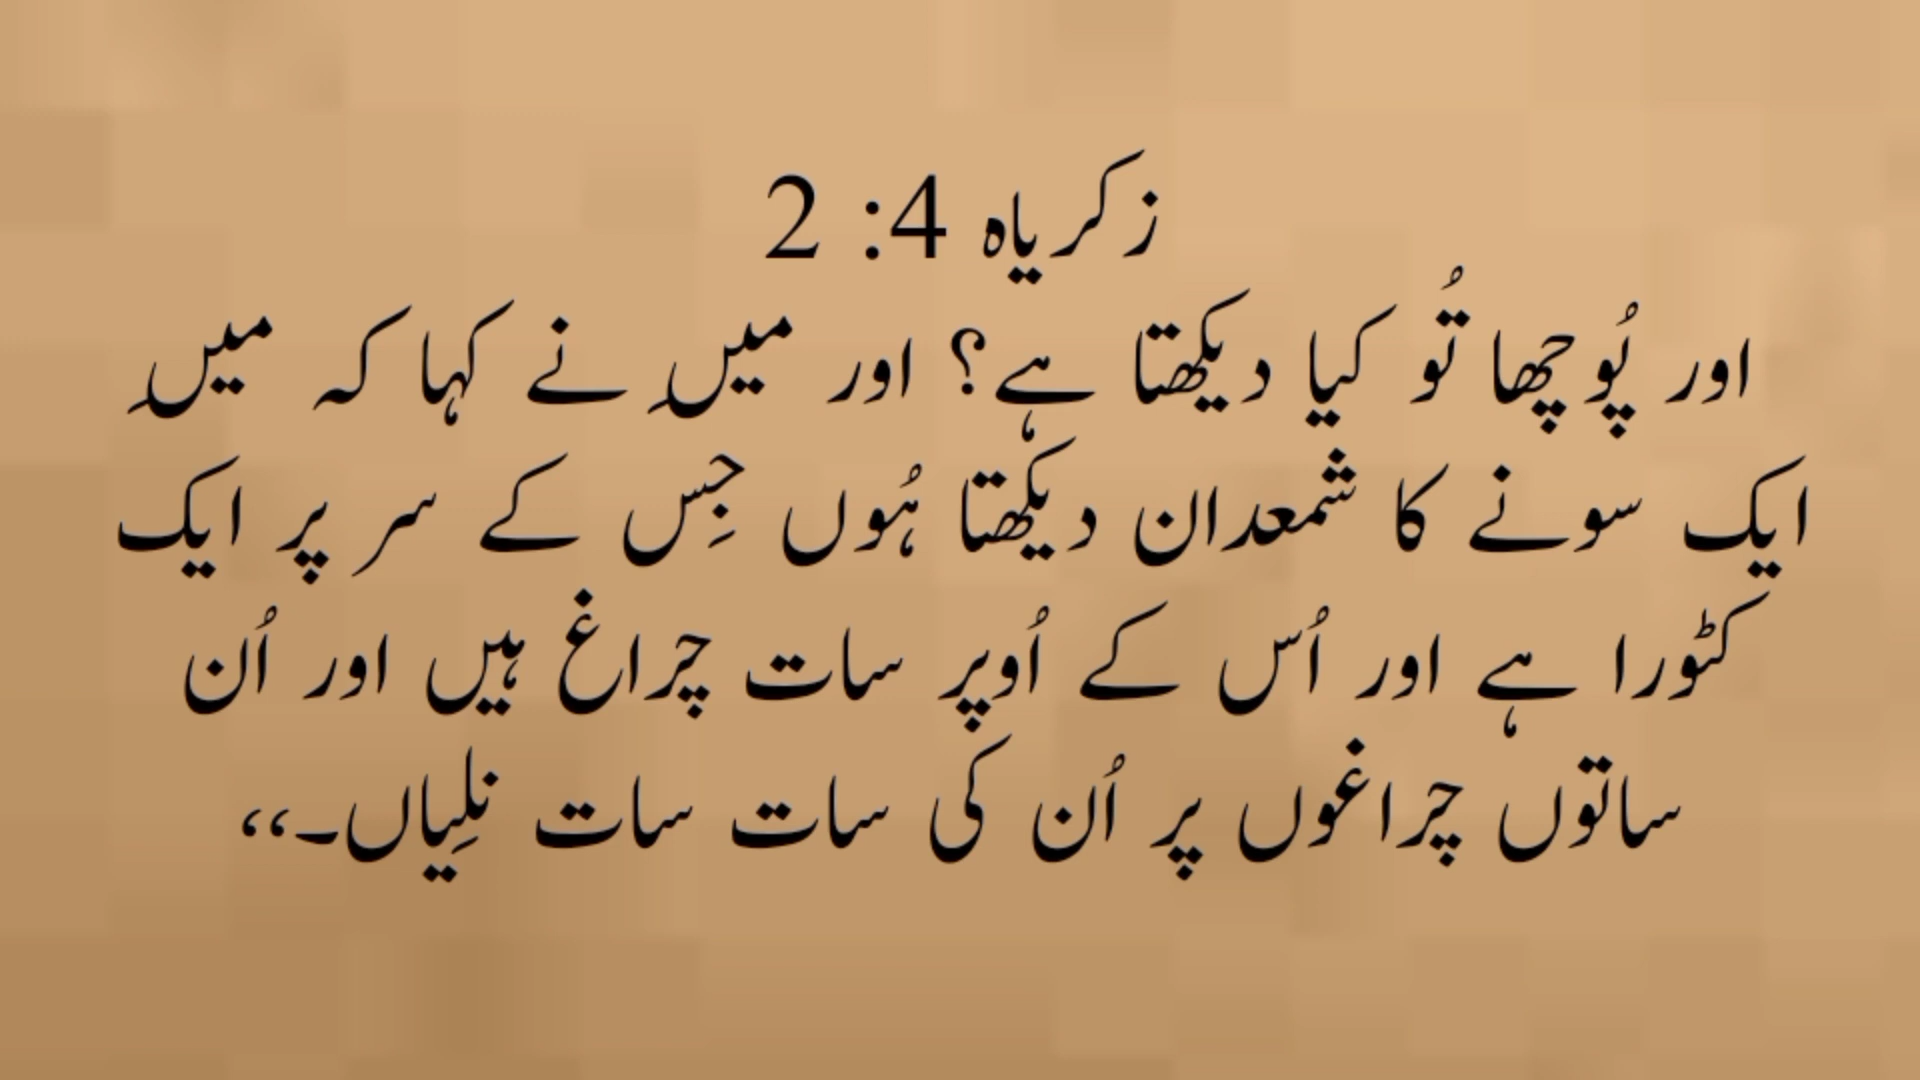 زکریاہ 4: 2
اور پُوچھا تُو کیا دیکھتا ہے؟ اور میںِ نے کہا کہ میںِ
ایک سونے کا شمعدان دیکھتا ہُوں جِس کے سر پر ایک
کٹورا ہے اور اُس کے اُوپر سات چراغ ہیں اور اُن
ساتوں چراغوں پر اُن کی سات سات نلِیاں۔،،